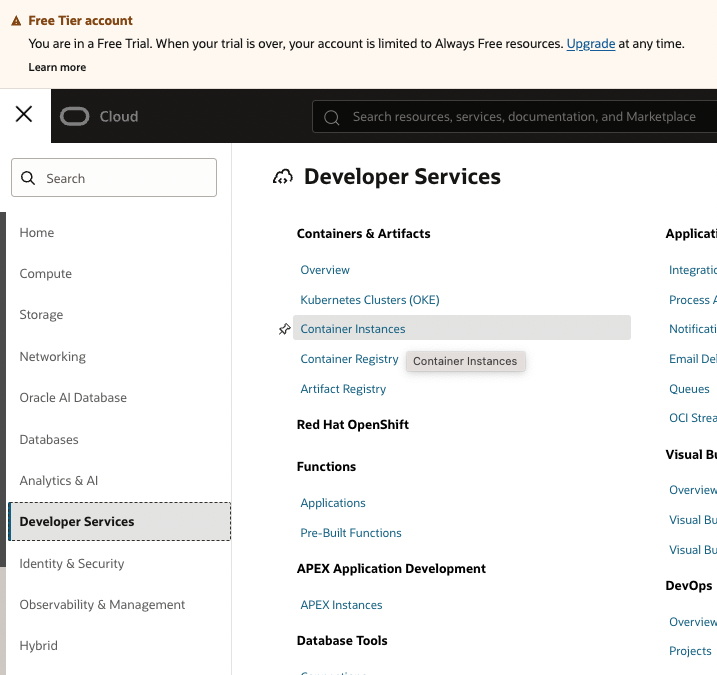 Free Tier account
You are in a Free Trial. When your trial is over, your account is limited to Always Free resources. Upgrade at any time.
Learn more
Cloud
Search resources, services, documentation, and Marketplace
Search
Home
Compute
Storage
Networking
Oracle AI Database
Databases
Analytics & AI
Developer Services
Identity & Security
Observability & Management
Hybrid
Developer Services
Containers & Artifacts
Overview
Kubernetes Clusters (OKE)
Container Instances
Container Registry
Container Instances
Artifact Registry
Red Hat OpenShift
Functions
Applications
Pre-Built Functions
APEX Application Development
APEX Instances
Database Tools
Applicati
Integratio
Process A
Notificati
Email Del
Queues
OCI Strea
Visual Bu
Overview
Visual Bu
Visual Bu
DevOps
Overview
Projects